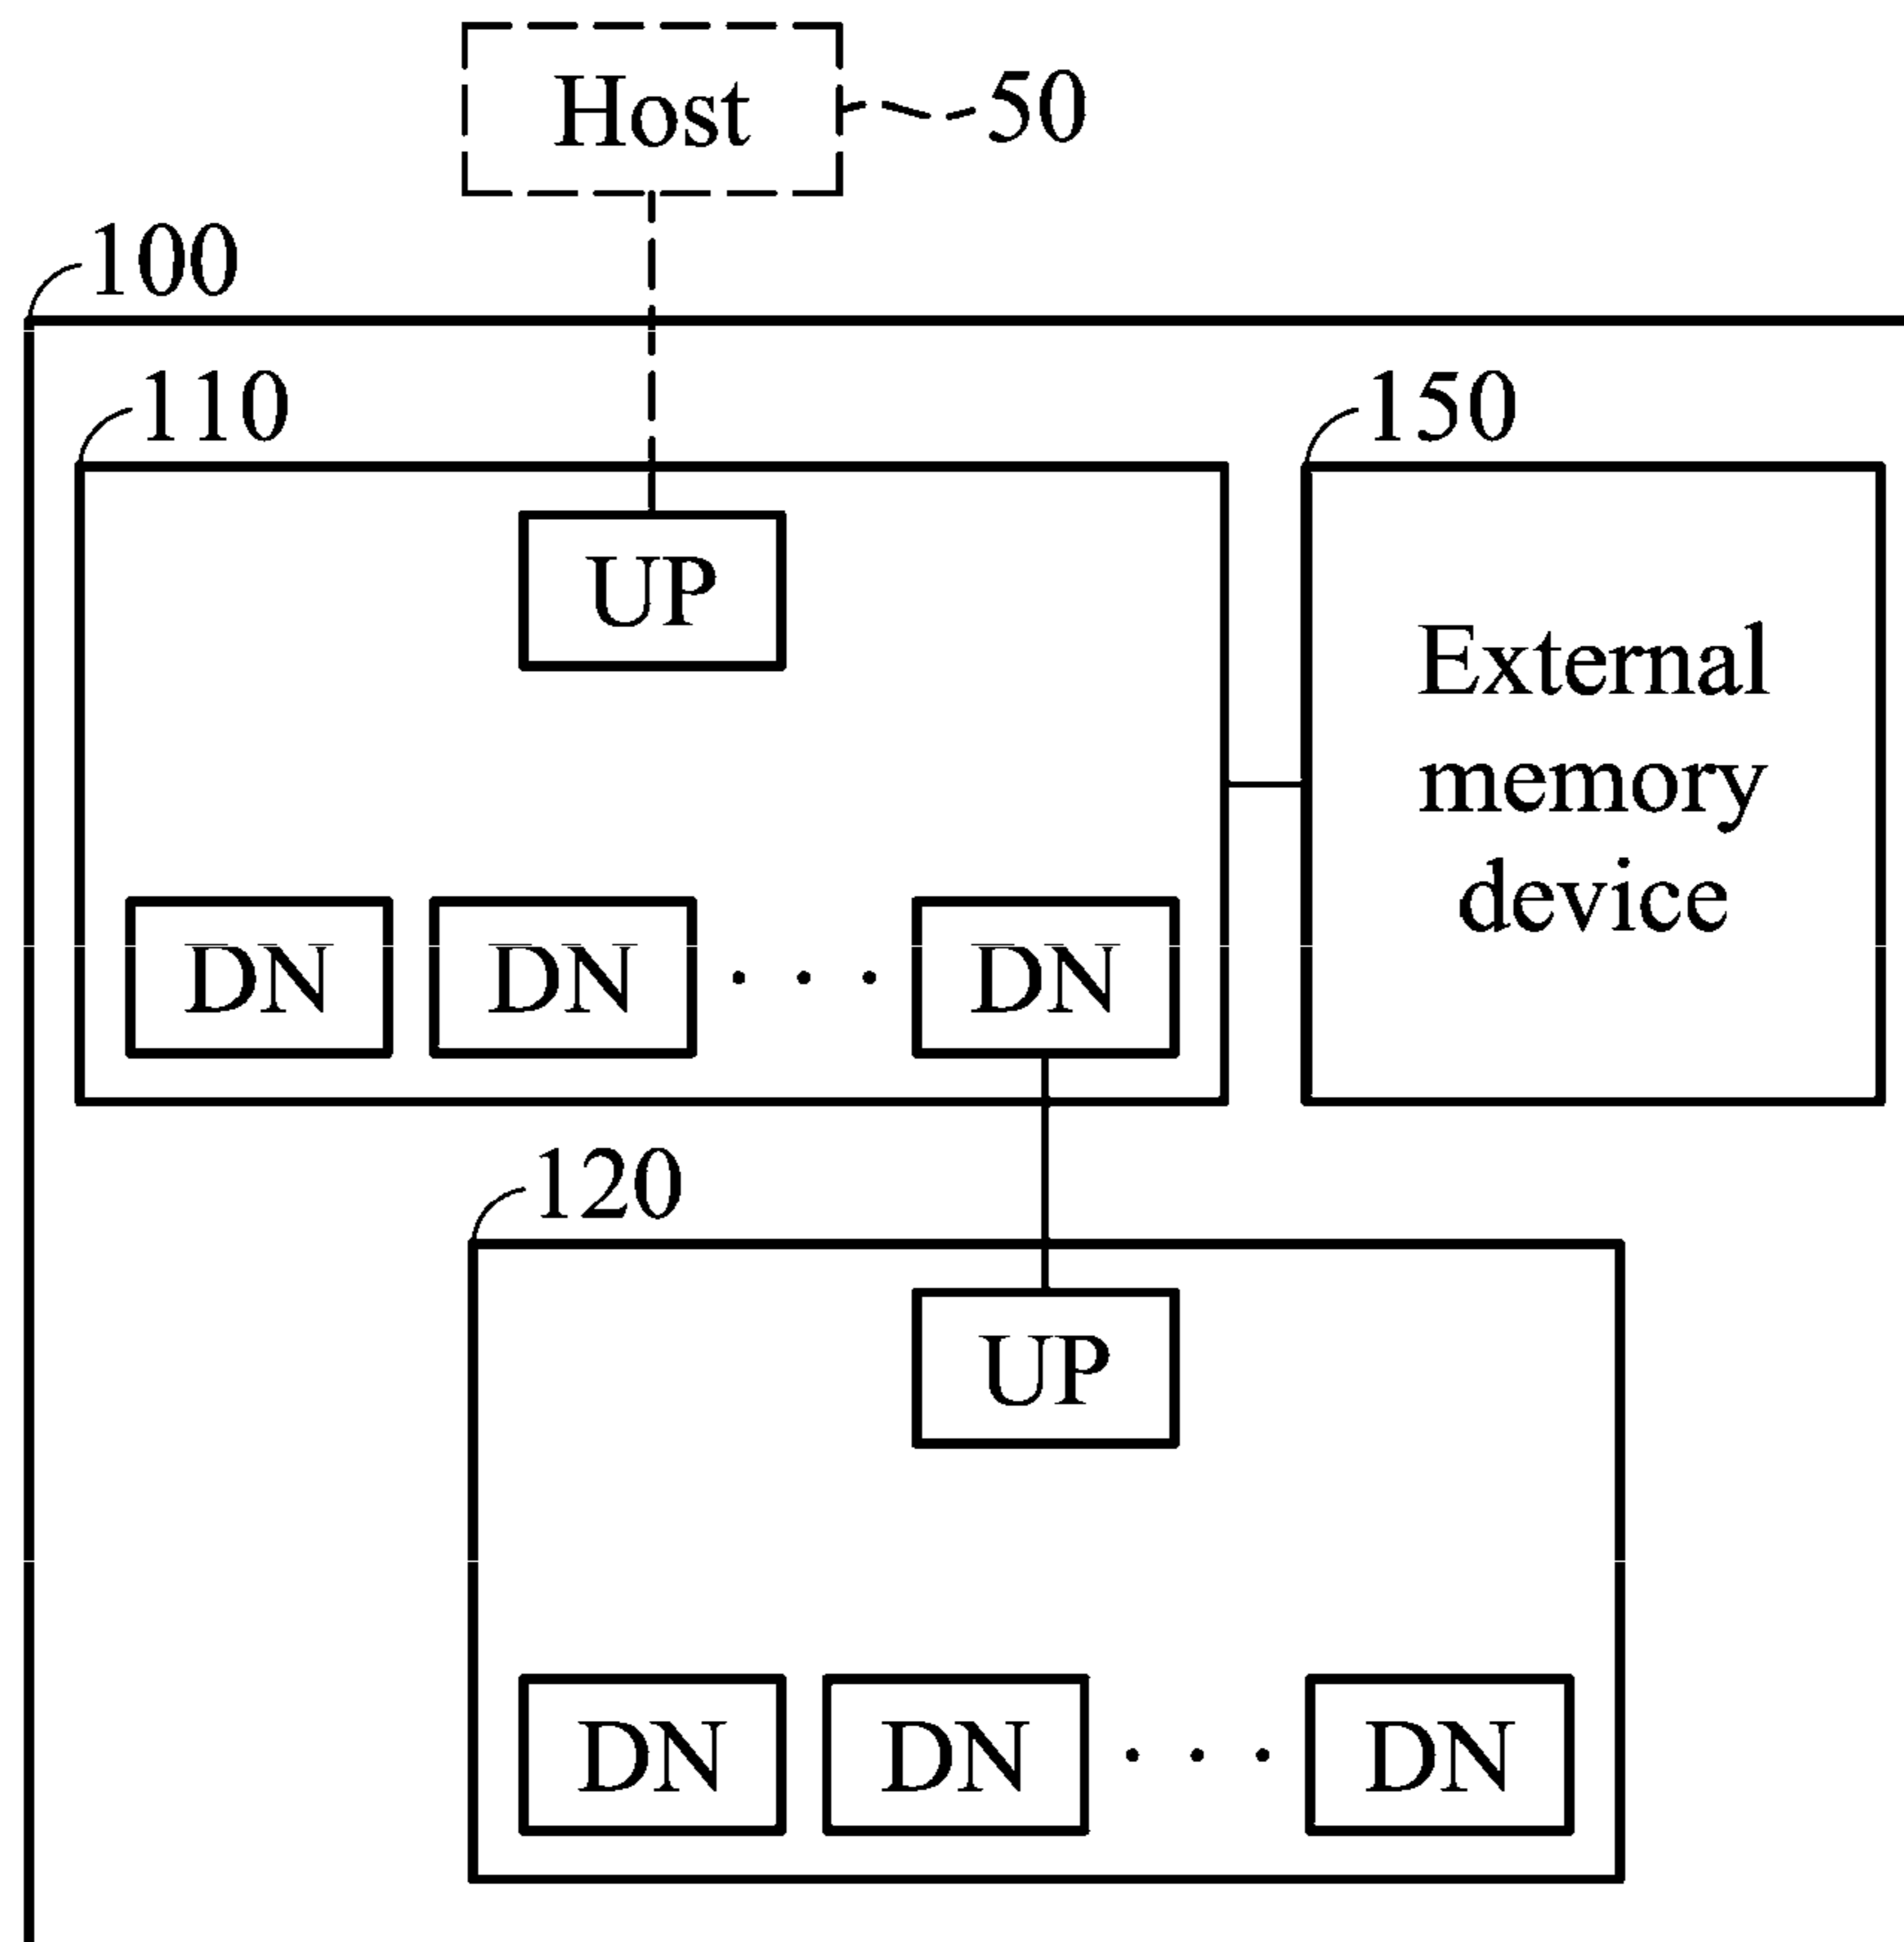 Host
50
100
110
150
UP
External
memory
device
DN DN . . . DN
120
UP
DN DN . . . DN